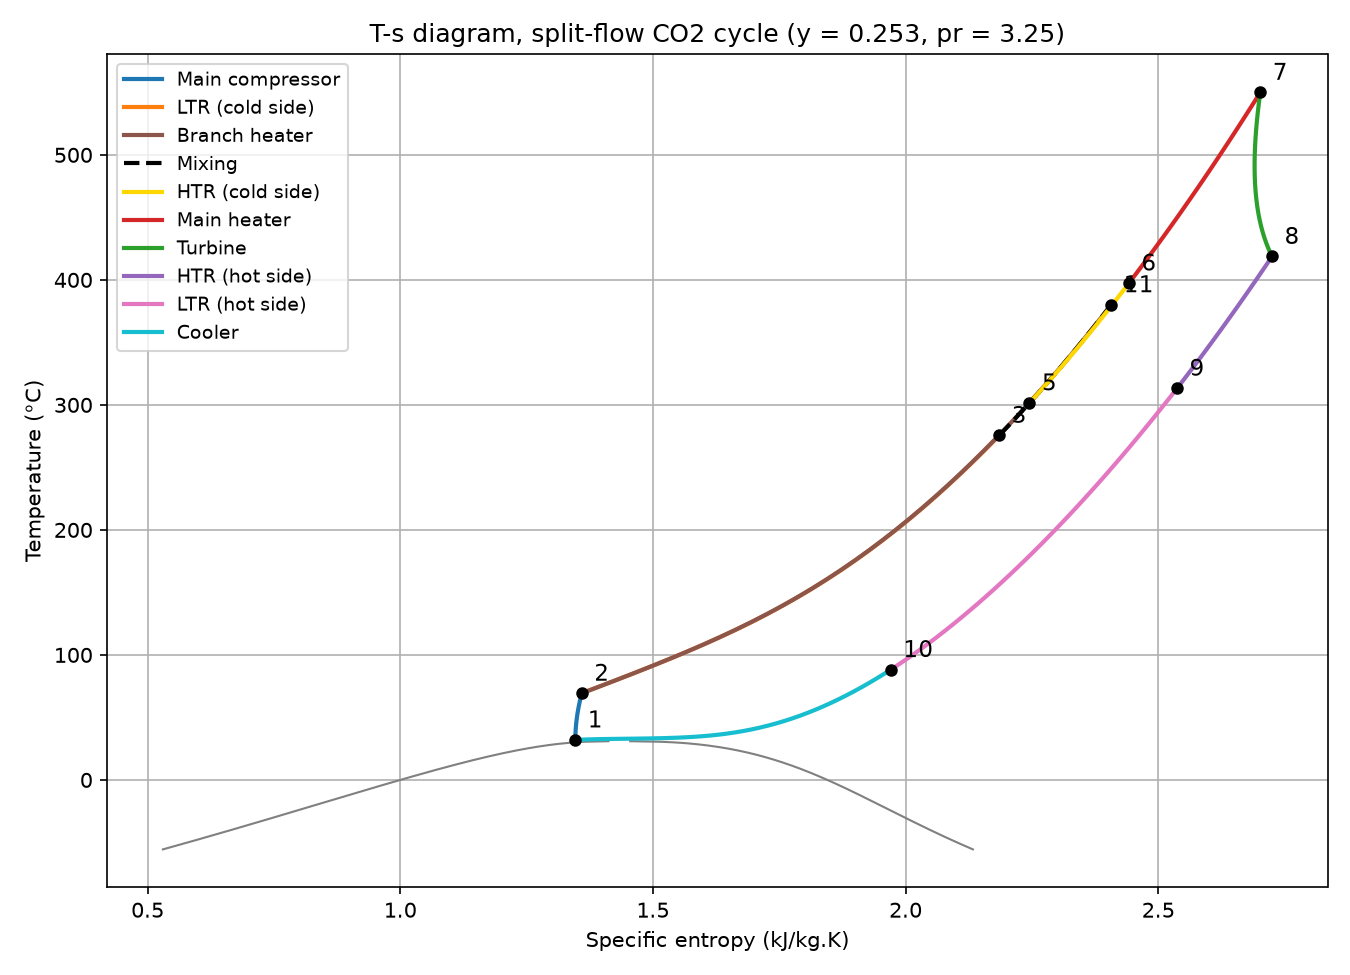 T-s diagram, split-flow CO2 cycle (y = 0.253, pr = 3.25)
Main compressor
LTR (cold side)
Branch heater
Mixing
HTR (cold side)
Main heater
Turbine
HTR (hot side)
LTR (hot side)
Cooler
7
8
6
11
9
5
3
10
2
1
500
400
300
200
100
0
Temperature (°C)
0.5 1.0 1.5 2.0 2.5
Specific entropy (kJ/kg.K)